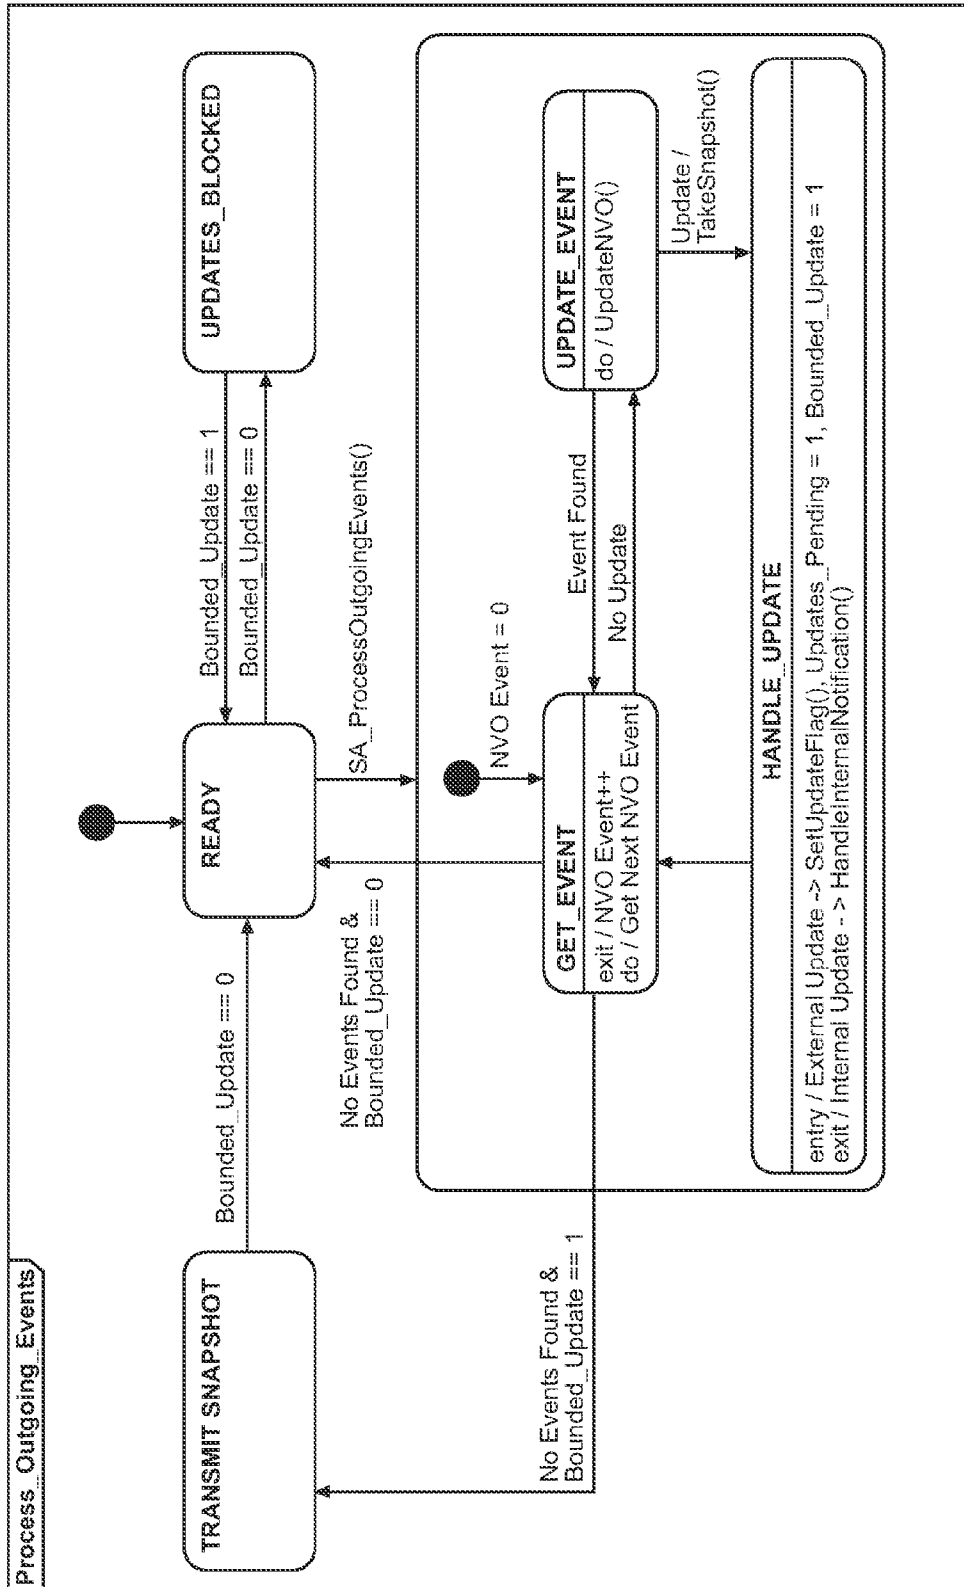 Process_Outgoing_Events
TRANSMIT SNAPSHOT
Bounded_Update == 0
READY
Bounded_Update == 1
Bounded_Update == 0
UPDATES_BLOCKED
No Events Found &
Bounded_Update == 0
SA_ProcessOutgoingEvents()
No Events Found &
Bounded_Update == 1
NVO Event = 0
GET_EVENT
exit / NVO Event++
do / Get Next NVO Event
Event Found
No Update
UPDATE_EVENT
do / UpdateNVO()
Update /
TakeSnapshot()
HANDLE_UPDATE
entry / External Update -> SetUpdateFlag(), Updates_Pending = 1, Bounded_Update = 1
exit / Internal Update - > HandleInternalNotification()